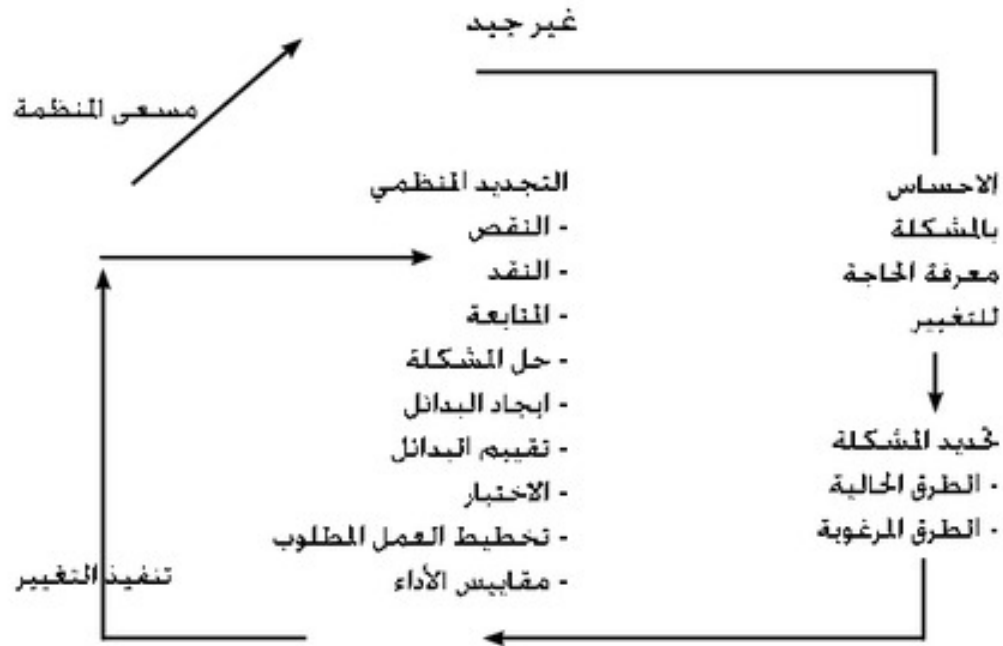 غير جيد
مسعى المنظمة
الاحساس
بالمشكلة
معرفة الحاجة
للتغيير
تحديد المشكلة
- الطرق الحالية
- الطرق المرغوبة
التجديد المنظمي
- النقص
- النقد
- المتابعة
- حل المشكلة
- ايجاد البدائل
- تقييم البدائل
- الاختبار
- تخطيط العمل المطلوب
- مقاييس الأداء
تنفيذ التغيير